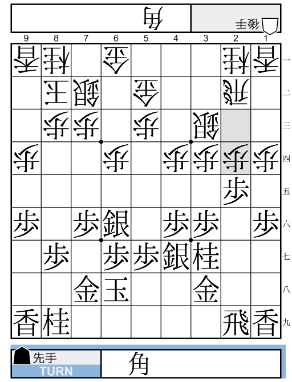 角 後手
9 8 7 6 5 4 3 2 1
香 桂 金 桂 香 一
王 銀 金 飛 二
歩 歩 歩 銀 三
歩 歩 歩 歩 歩 歩 四
歩 五
歩 歩 銀 歩 歩 歩 六
歩 歩 歩 銀 桂 七
金 玉 金 八
香 桂 飛 香 九
先手 角
TURN